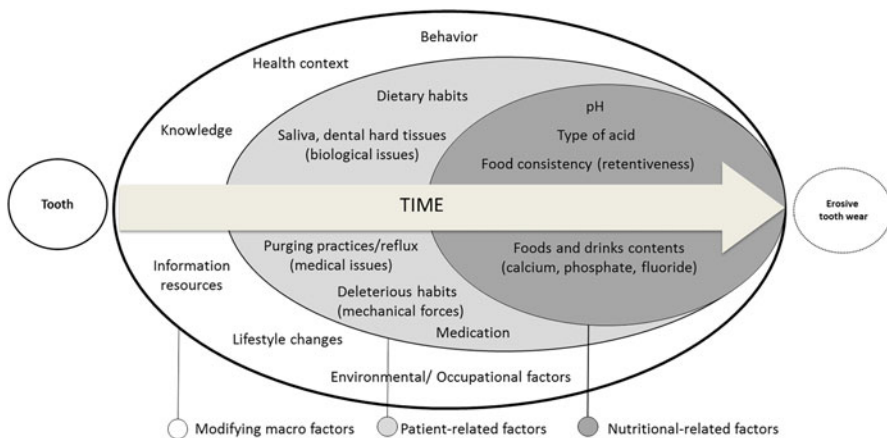 Behavior
Health context
Dietary habits
pH
Knowledge
Saliva, dental hard tissues
(biological issues)
Type of acid
Food consistency (retentiveness)
Tooth
TIME
Erosive
tooth wear
Purging practices/reflux
(medical issues)
Foods and drinks contents
(calcium, phosphate, fluoride)
Information
resources
Deleterious habits
(mechanical forces)
Medication
Lifestyle changes
Environmental/ Occupational factors
Modifying macro factors
Patient-related factors
Nutritional-related factors